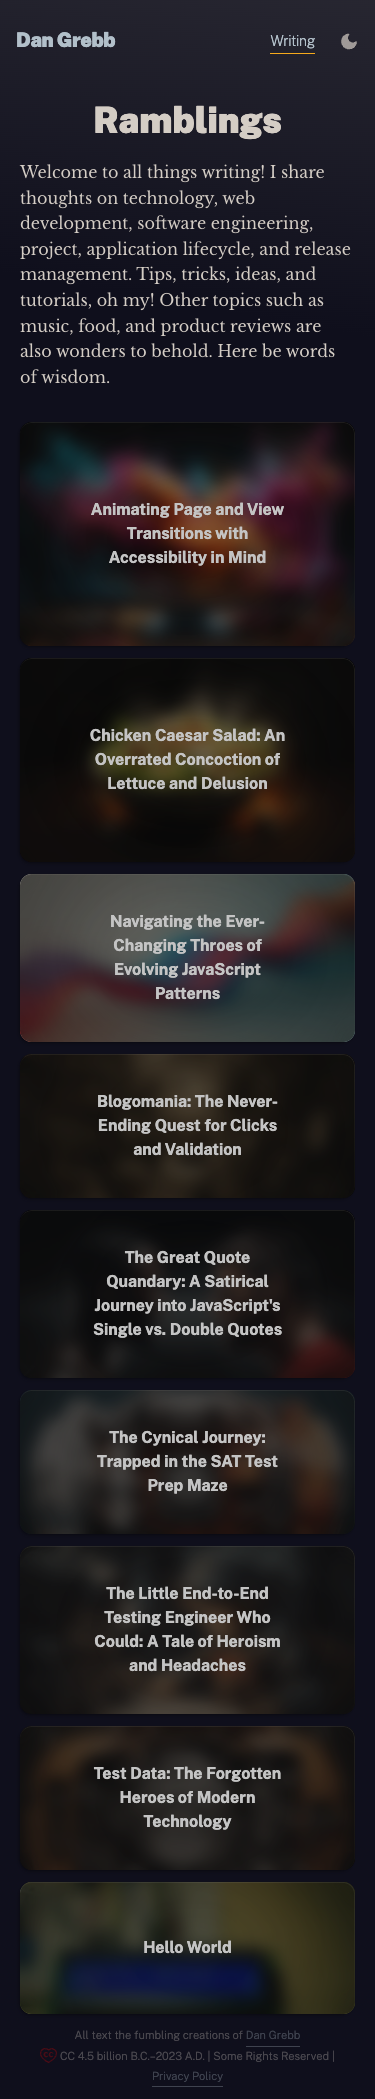 Dan Grebb
Writing
Ramblings
Welcome to all things writing! I share
thoughts on technology, web
development, software engineering,
project, application lifecycle, and release
management. Tips, tricks, ideas, and
tutorials, oh my! Other topics such as
music, food, and product reviews are
also wonders to behold. Here be words
of wisdom.
Animating Page and View
Transitions with
Accessibility in Mind
Chicken Caesar Salad: An
Overrated Concoction of
Lettuce and Delusion
Navigating the Ever-
Changing Throes of
Evolving JavaScript
Patterns
Blogomania: The Never-
Ending Quest for Clicks
and Validation
The Great Quote
Quandary: A Satirical
Journey into JavaScript's
Single vs. Double Quotes
The Cynical Journey:
Trapped in the SAT Test
Prep Maze
The Little End-to-End
Testing Engineer Who
Could: A Tale of Heroism
and Headaches
Test Data: The Forgotten
Heroes of Modern
Technology
Hello World
All text the fumbling creations of Dan Grebb
CC 4.5 billion B.C.–2023 A.D. | Some Rights Reserved |
Privacy Policy